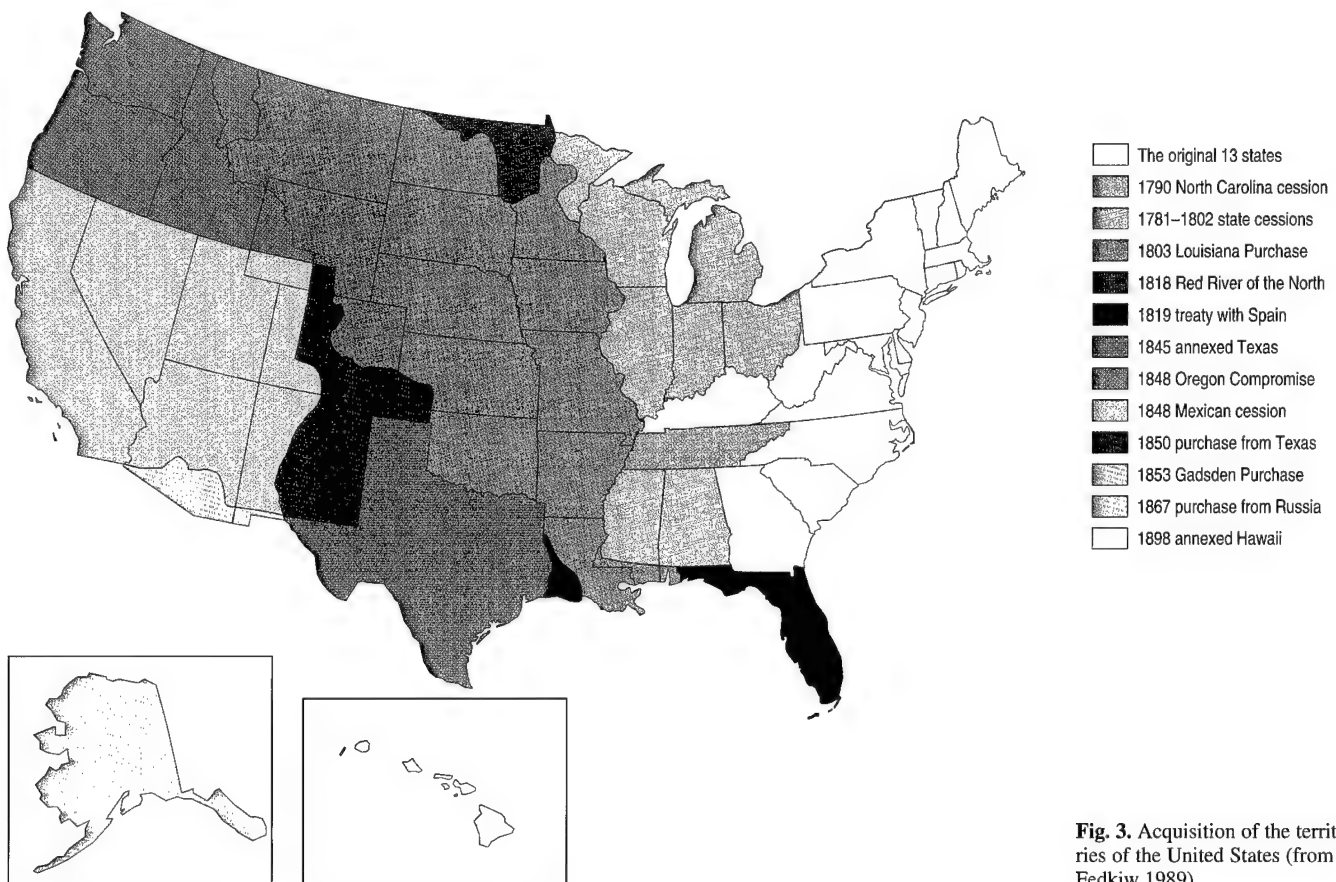 The original 13 states
1790 North Carolina cession
1781–1802 state cessions
1803 Louisiana Purchase
1818 Red River of the North
1819 treaty with Spain
1845 annexed Texas
1848 Oregon Compromise
1848 Mexican cession
1850 purchase from Texas
1853 Gadsden Purchase
1867 purchase from Russia
1898 annexed Hawaii
Fig. 3. Acquisition of the territ
ries of the United States (from
Fedkiw 1989)